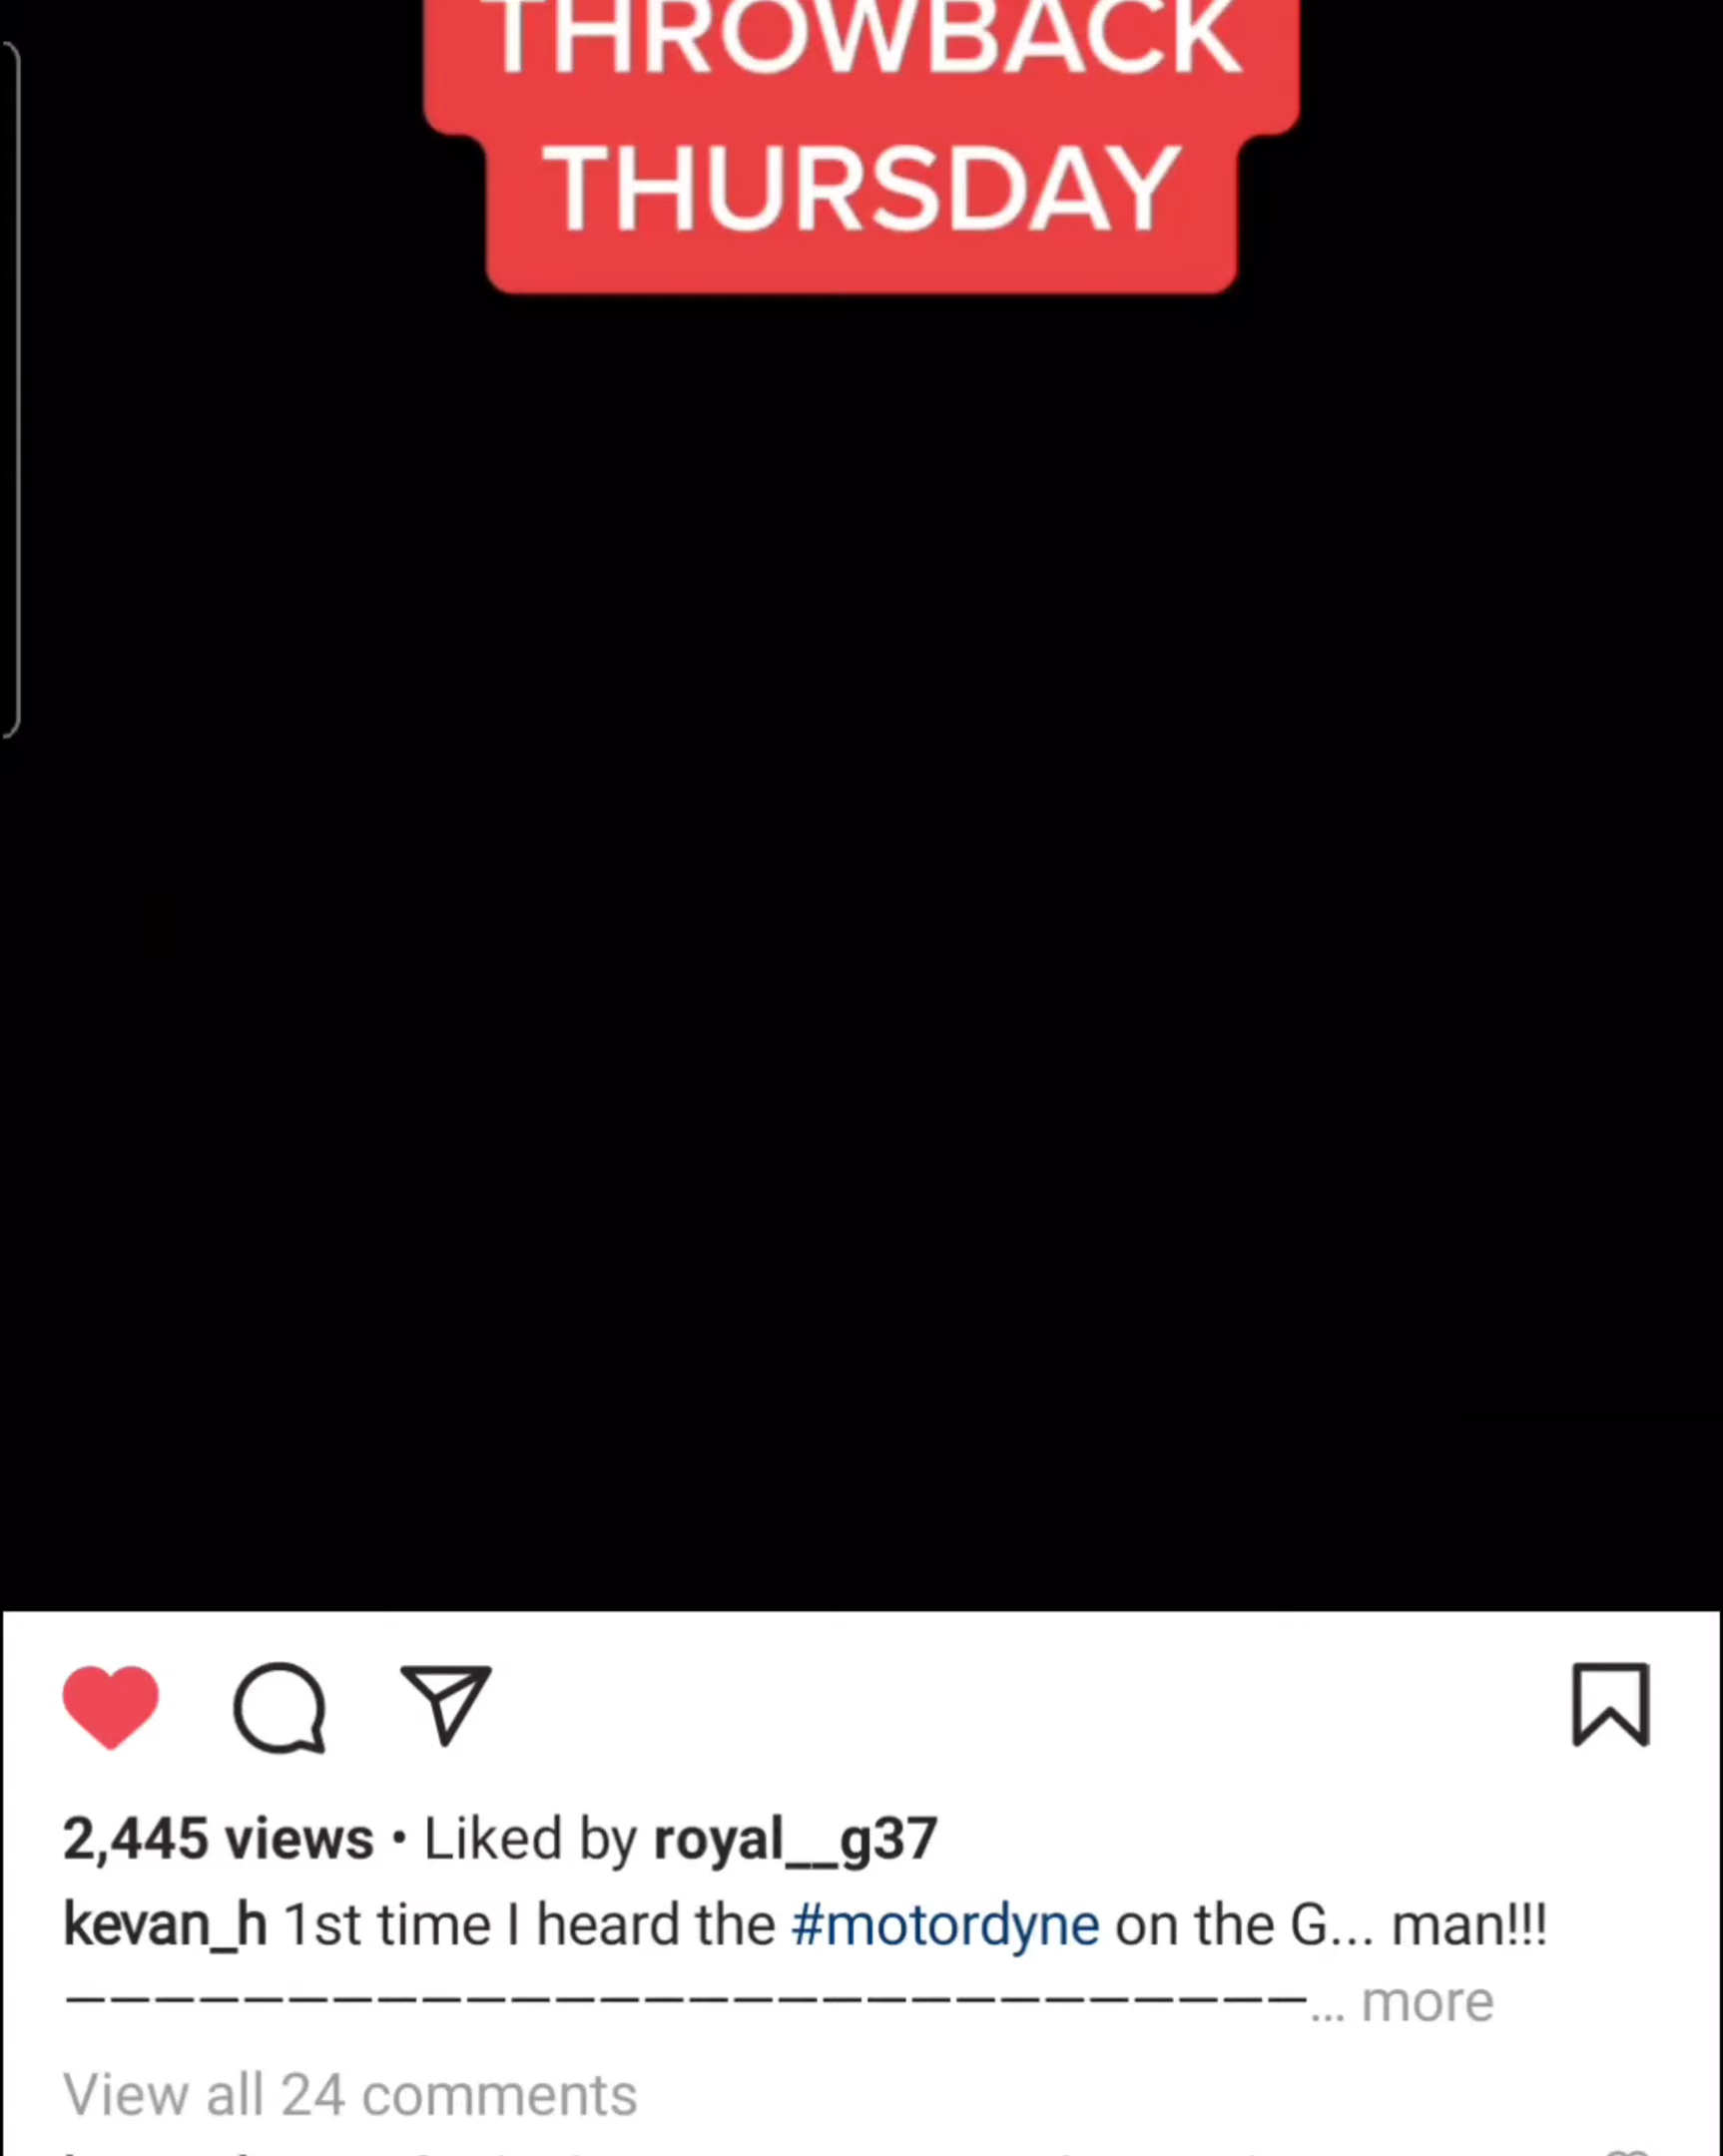 THROWBACK
THURSDAY
2,445 views • Liked by royal__g37
kevan_h 1st time I heard the #motordyne on the G... man!!!
————————————————————————————... more
View all 24 comments